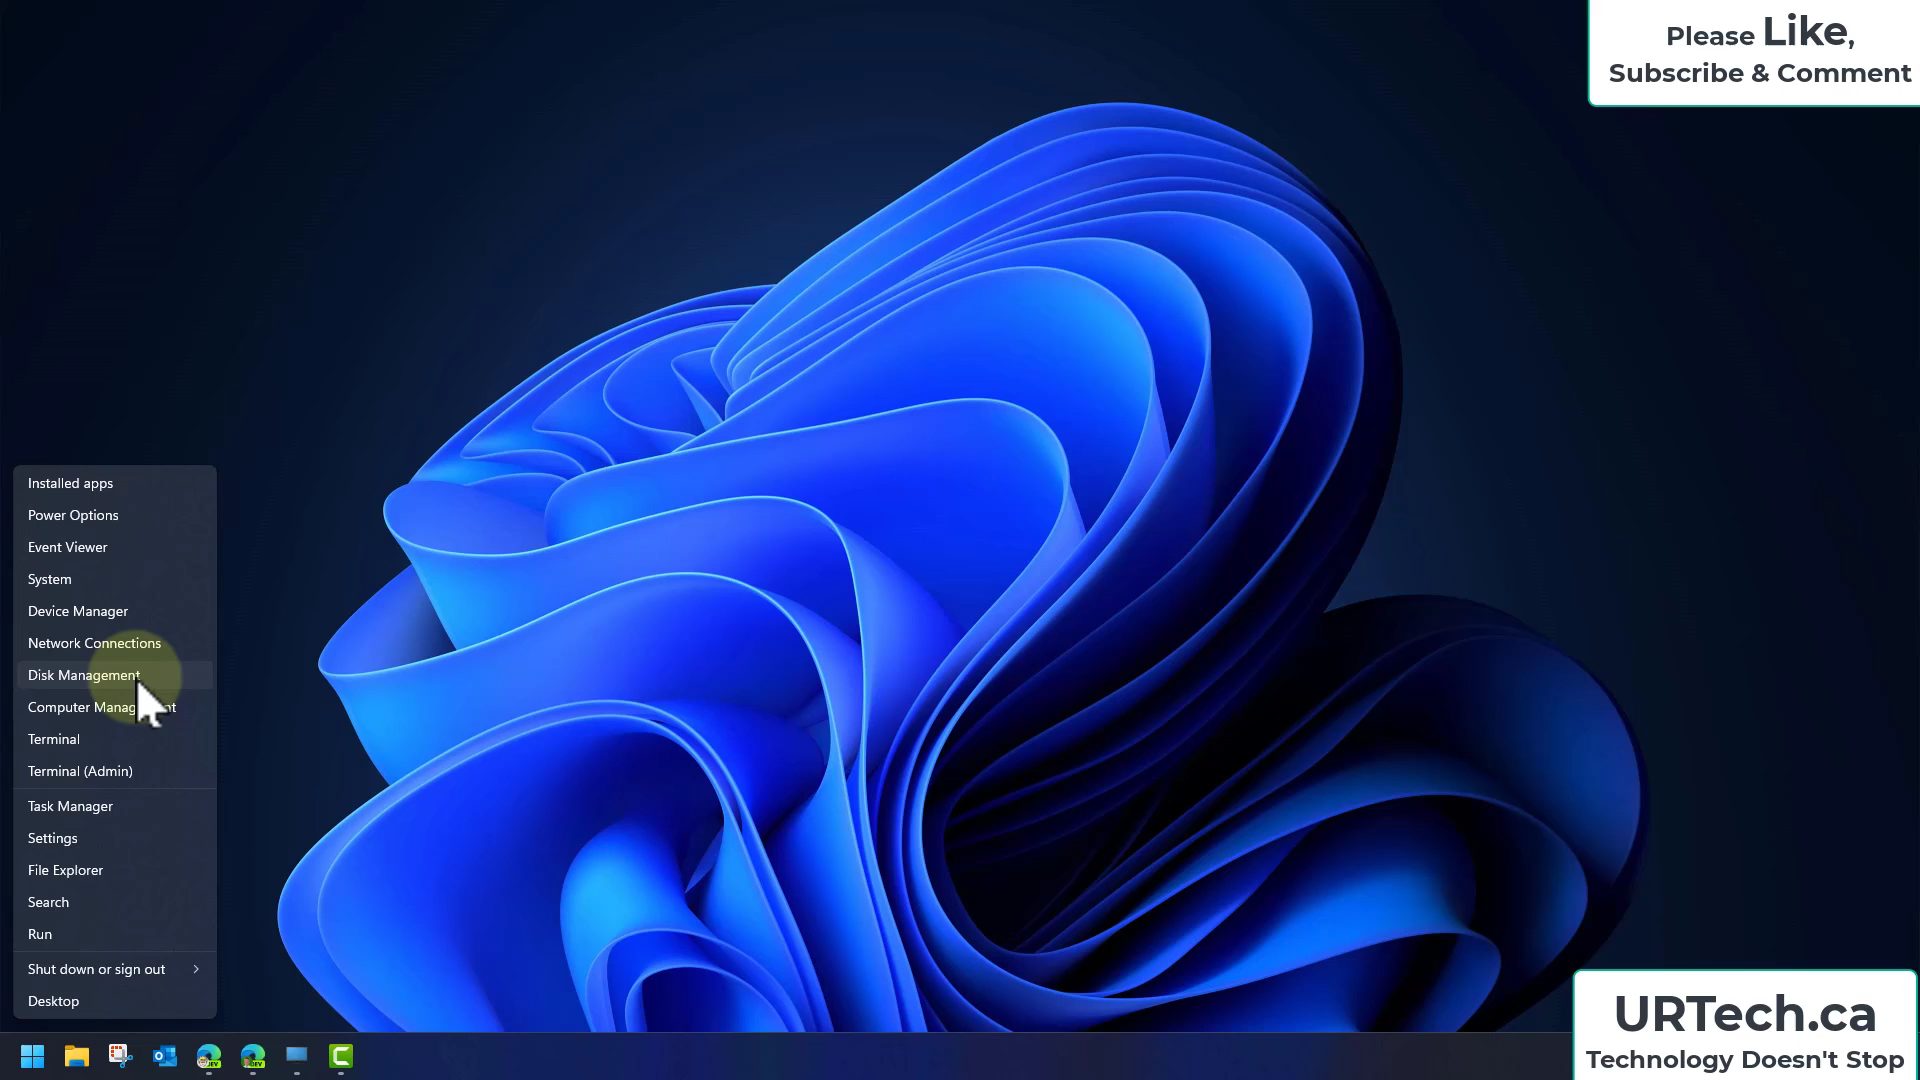 Please Like,
Subscribe & Comment
Installed apps
Power Options
Event Viewer
System
Device Manager
Network Connections
Disk Management
Computer Management
Terminal
Terminal (Admin)
Task Manager
Settings
File Explorer
Search
Run
Shut down or sign out
Desktop
URTech.ca
Technology Doesn't Stop